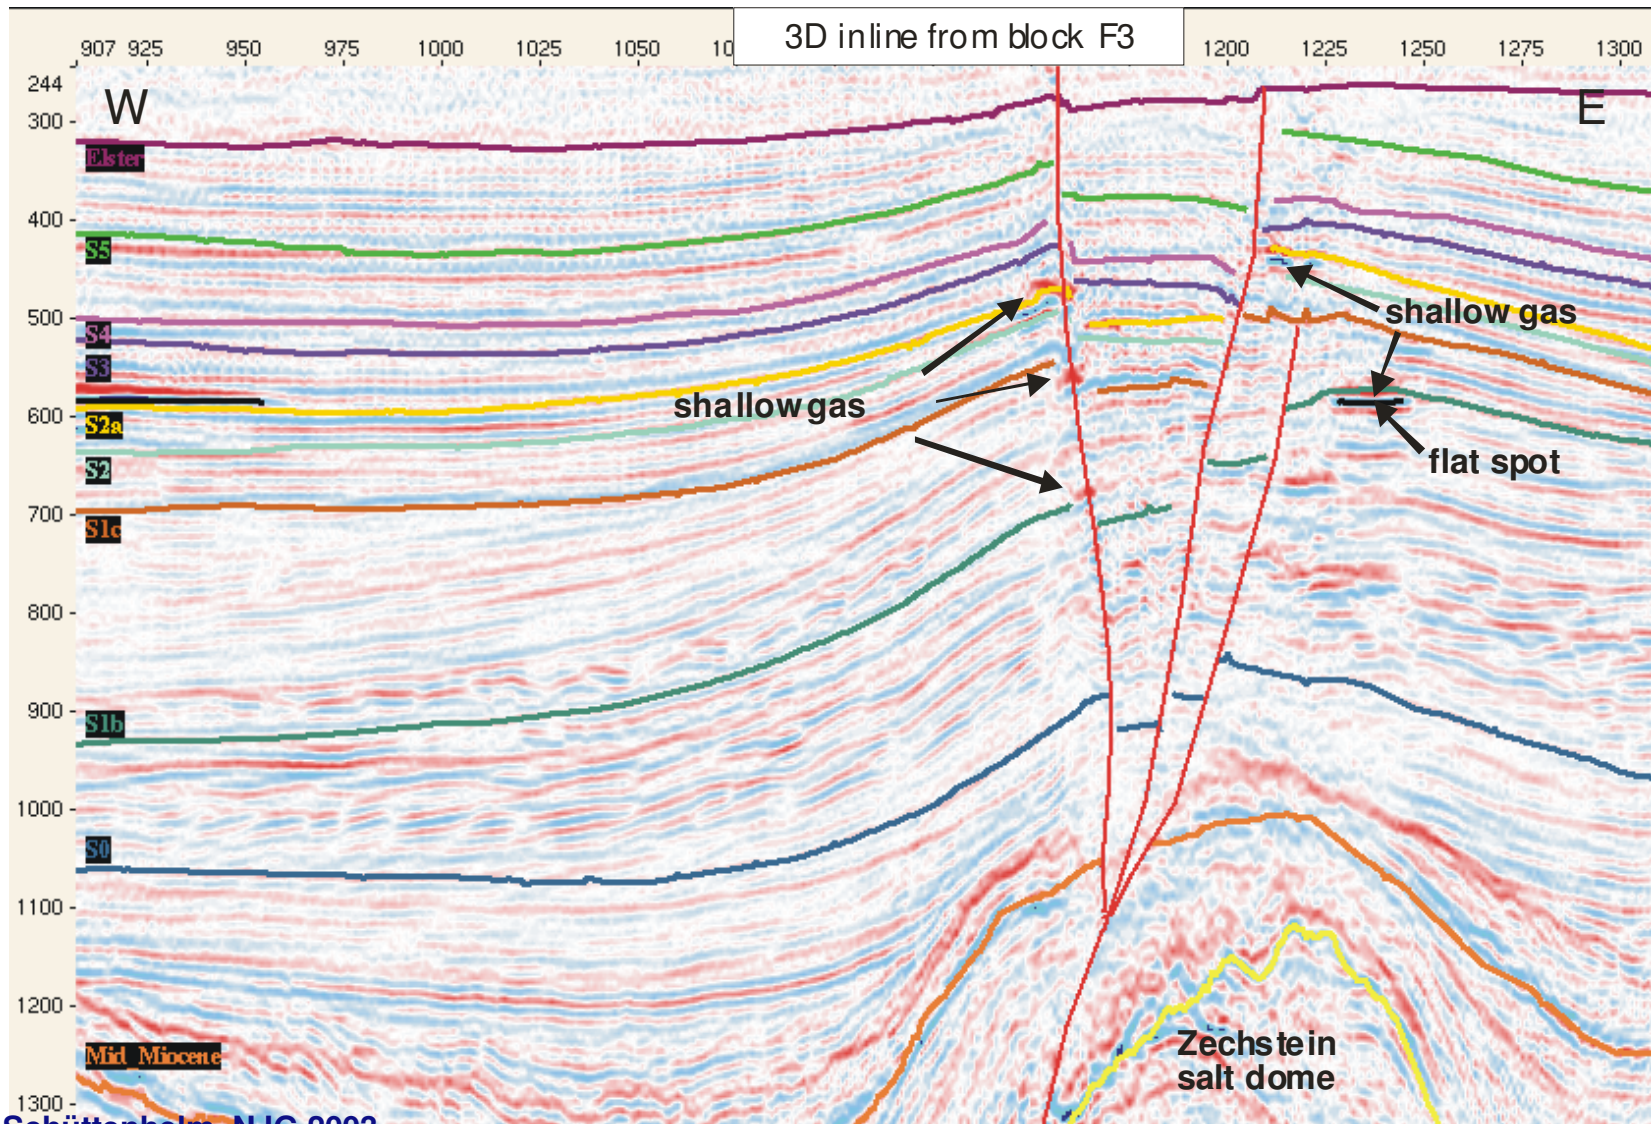 3D inline from block F3
907 925 950 975 1000 1025 1050 10 1200 1225 1250 1275 1300
244
W E
300
Elster
400
S5
500
shallow gas
S4
S3
600
shallow gas
S2a
flat spot
S2
700
S1c
800
900
S1b
1000
S0
1100
1200
Zechstein
Mid Miocene
salt dome
1300